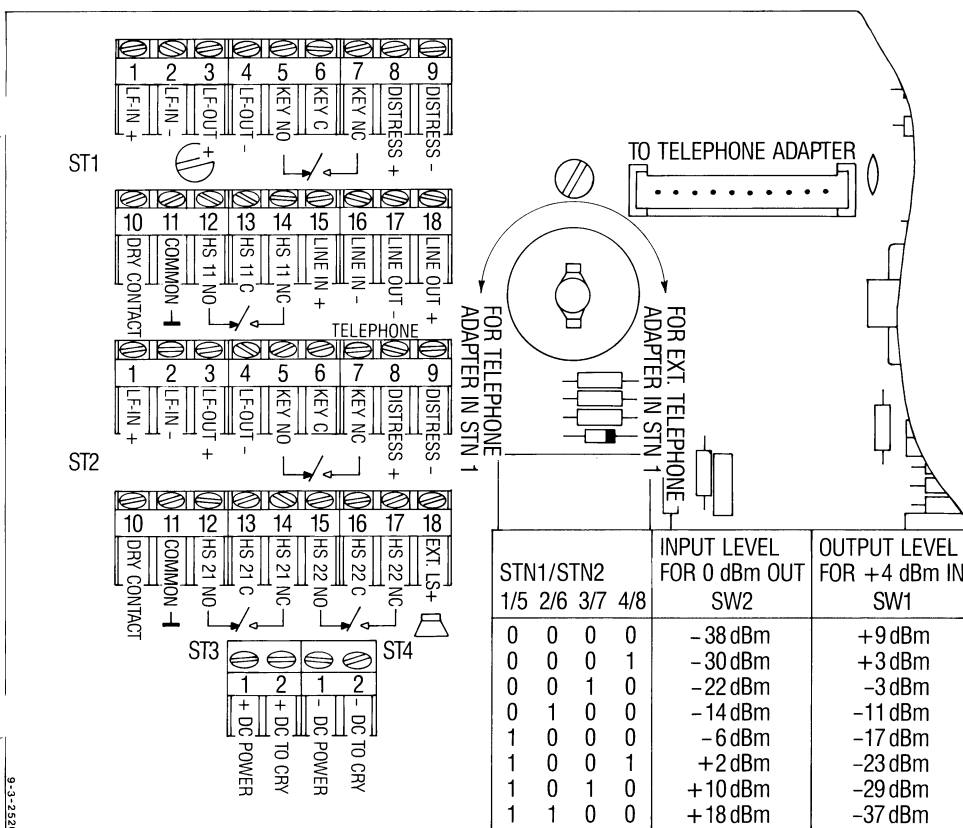 1 2 3 4 5 6 7 8 9
LF-IN +
LF-IN -
LF-OUT +
LF-OUT -
KEY NO
KEY C
KEY NC
DISTRESS +
DISTRESS -
ST1
10 11 12 13 14 15 16 17 18
DRY CONTACT
COMMON
HS 11 NO
HS 11 C
HS 11 NC
LINE IN +
LINE IN -
LINE OUT -
LINE OUT +
TELEPHONE
1 2 3 4 5 6 7 8 9
LF-IN +
LF-IN -
LF-OUT +
LF-OUT -
KEY NO
KEY C
KEY NC
DISTRESS +
DISTRESS -
ST2
10 11 12 13 14 15 16 17 18
DRY CONTACT
COMMON
HS 21 NO
HS 21 C
HS 21 NC
HS 22 NO
HS 22 C
HS 22 NC
EXT. LS+
ST3
ST4
1 2 1 2
+ DC POWER
+ DC TO CRY
- DC POWER
- DC TO CRY
TO TELEPHONE ADAPTER
FOR TELEPHONE
ADAPTER IN STN 1
FOR EXT. TELEPHONE
ADAPTER IN STN 1
STN1/STN2
1/5 2/6 3/7 4/8
INPUT LEVEL
FOR 0 dBm OUT
SW2
OUTPUT LEVEL
FOR +4 dBm IN
SW1
0 0 0 0 -38 dBm +9 dBm
0 0 0 1 -30 dBm +3 dBm
0 0 1 0 -22 dBm -3 dBm
0 1 0 0 -14 dBm -11 dBm
1 0 0 0 -6 dBm -17 dBm
1 0 0 1 +2 dBm -23 dBm
1 0 1 0 +10 dBm -29 dBm
1 1 0 0 +18 dBm -37 dBm